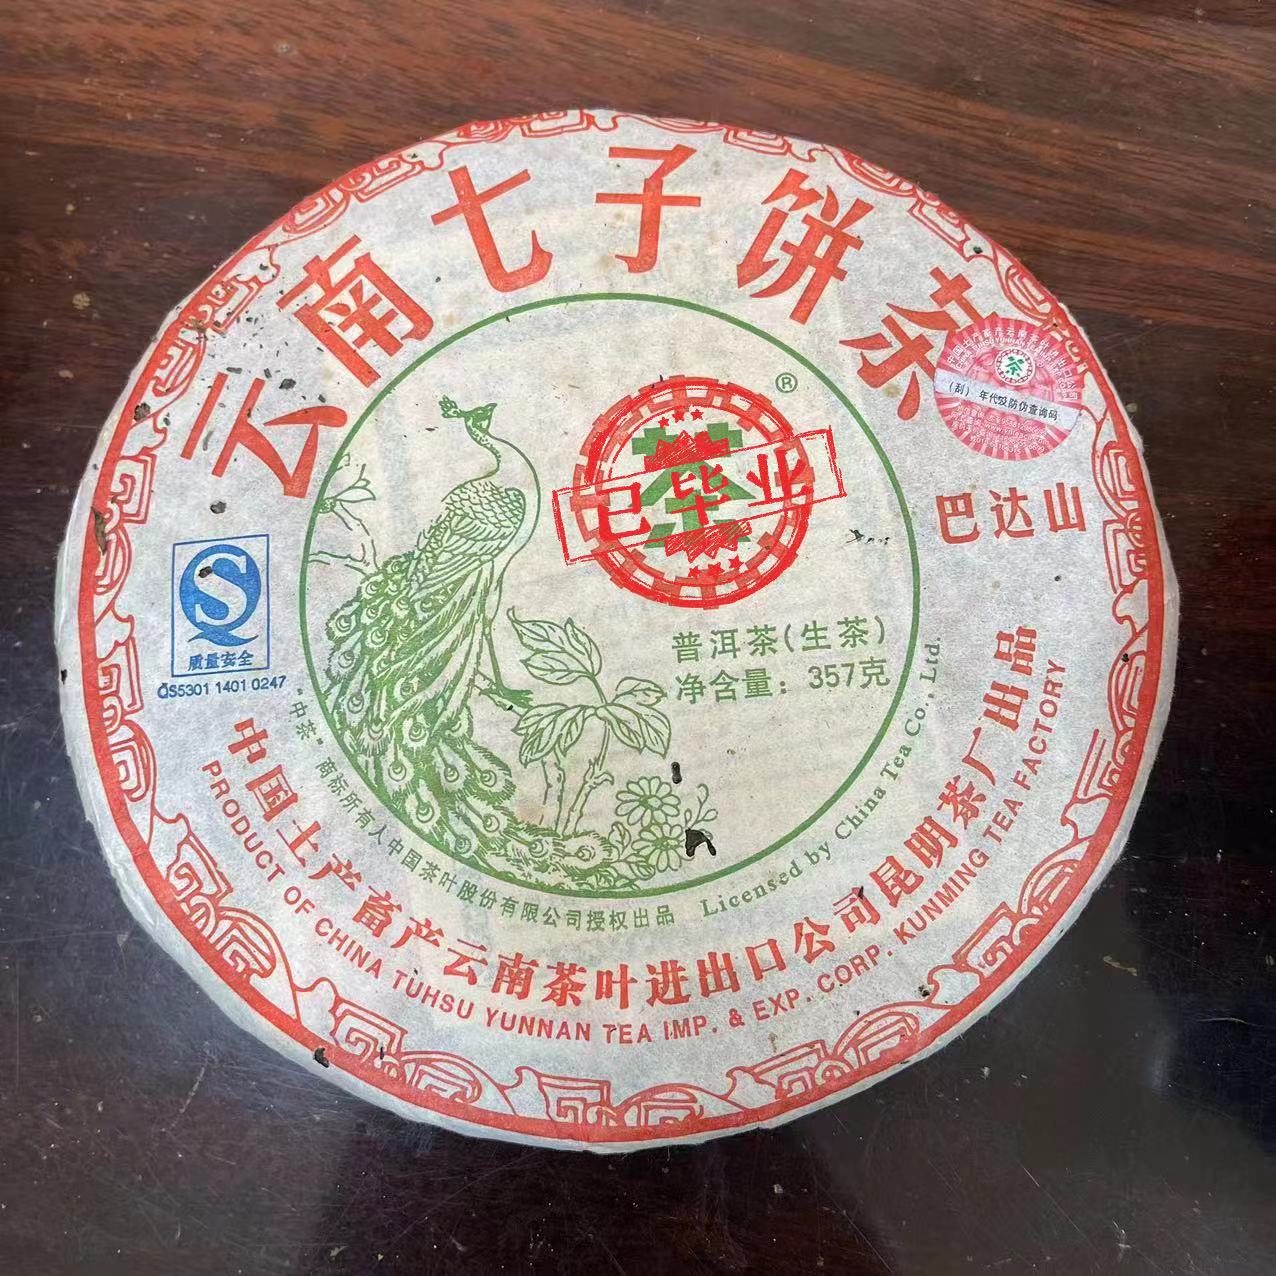 云南七子饼茶
(刮) 年代及防伪查询码
茶
®
已毕业
巴达山
质量安全
QS5301 1401 0247
普洱茶(生茶)
净含量：357克
"中茶"商标所有人中国茶叶股份有限公司授权出品
Licensed by China Tea Co., Ltd.
中国土产畜产云南茶叶进出口公司昆明茶厂出品
PRODUCT OF CHINA TUHSU YUNNAN TEA IMP. & EXP. CORP. KUNMING TEA FACTORY